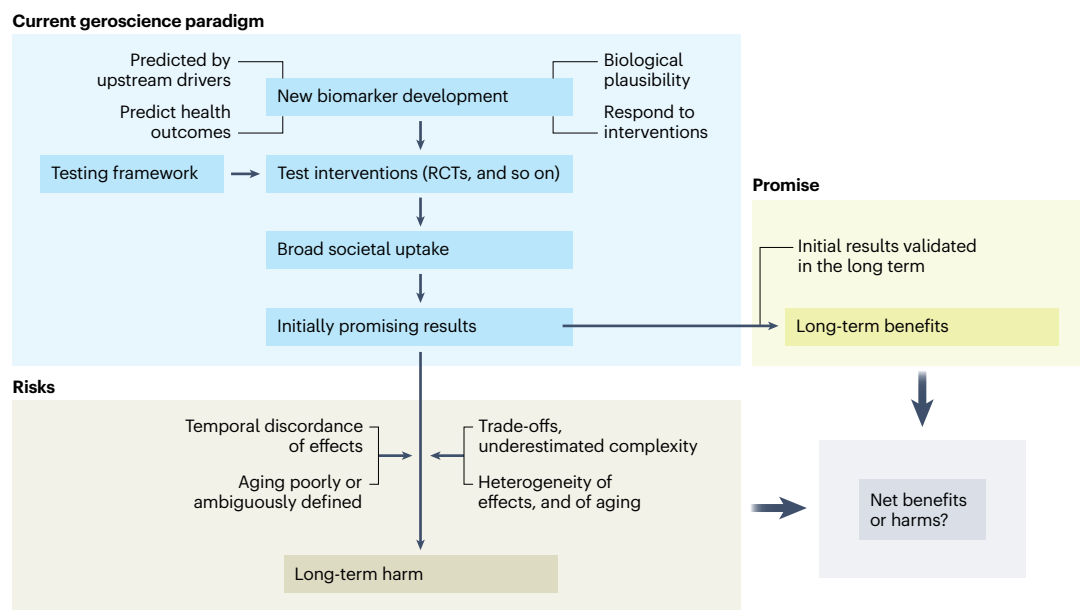 Current geroscience paradigm
Predicted by
upstream drivers
Biological
plausibility
New biomarker development
Predict health
outcomes
Respond to
interventions
Testing framework
Test interventions (RCTs, and so on)
Broad societal uptake
Initially promising results
Promise
Initial results validated
in the long term
Long-term benefits
Risks
Temporal discordance
of effects
Trade-offs,
underestimated complexity
Aging poorly or
ambiguously defined
Heterogeneity of
effects, and of aging
Long-term harm
Net benefits
or harms?